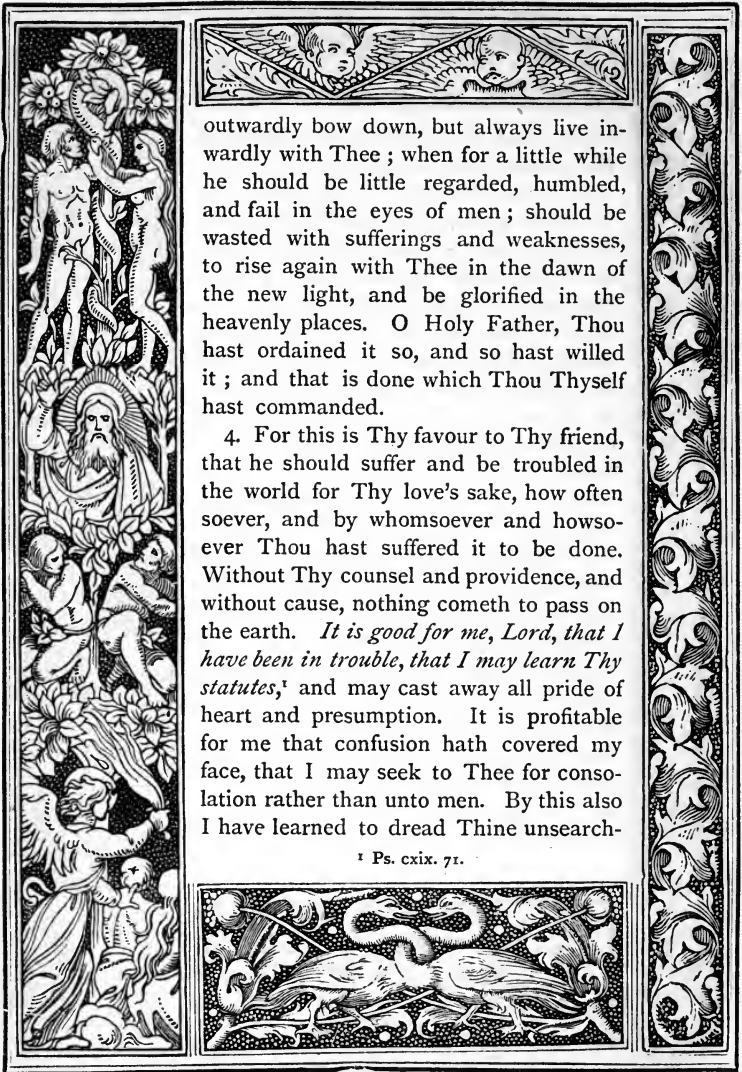 outwardly bow down, but always live in-
wardly with Thee ; when for a little while
he should be little regarded, humbled,
and fail in the eyes of men ; should be
wasted with sufferings and weaknesses,
to rise again with Thee in the dawn of
the new light, and be glorified in the
heavenly places. O Holy Father, Thou
hast ordained it so, and so hast willed
it ; and that is done which Thou Thyself
hast commanded.
4. For this is Thy favour to Thy friend,
that he should suffer and be troubled in
the world for Thy love's sake, how often
soever, and by whomsoever and howso-
ever Thou hast suffered it to be done.
Without Thy counsel and providence, and
without cause, nothing cometh to pass on
the earth. It is good for me, Lord, that I
have been in trouble, that I may learn Thy
statutes,¹ and may cast away all pride of
heart and presumption. It is profitable
for me that confusion hath covered my
face, that I may seek to Thee for conso-
lation rather than unto men. By this also
I have learned to dread Thine unsearch-
¹ Ps. cxix. 71.